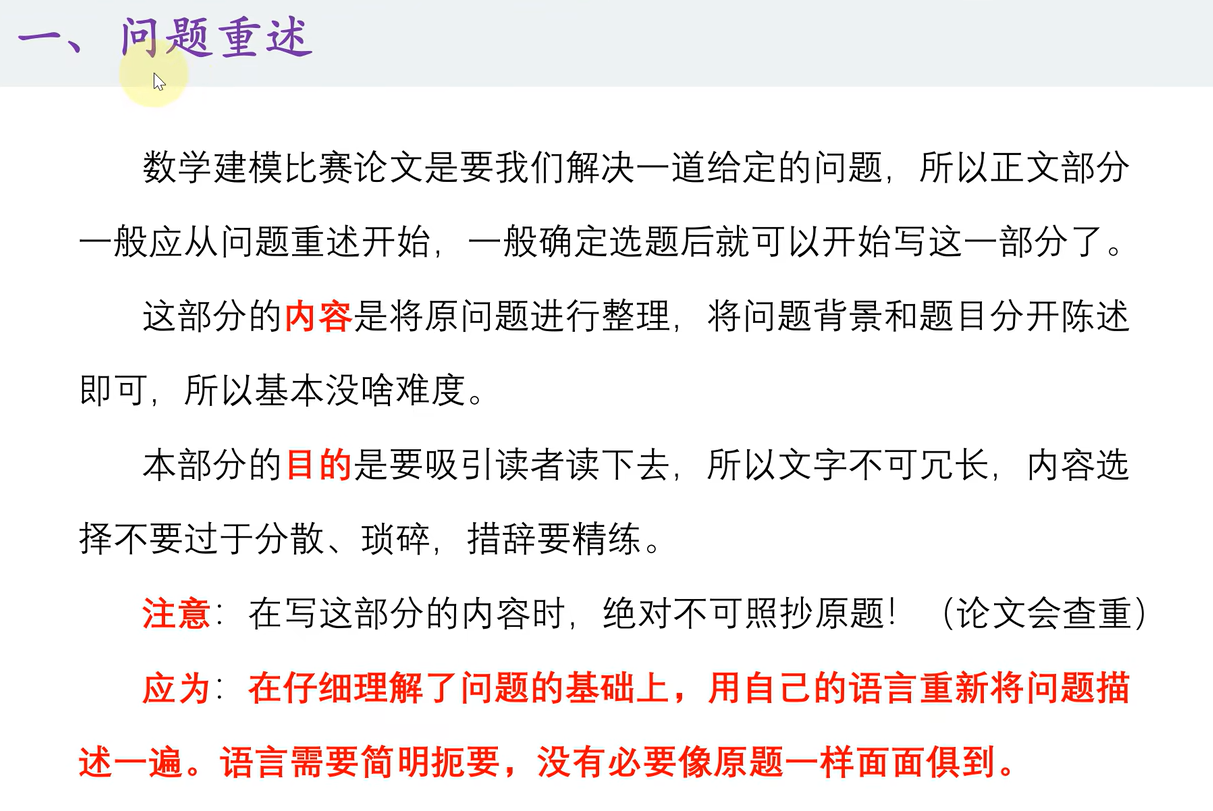 一、问题重述
数学建模比赛论文是要我们解决一道给定的问题，所以正文部分
一般应从问题重述开始，一般确定选题后就可以开始写这一部分了。
这部分的内容是将原问题进行整理，将问题背景和题目分开陈述
即可，所以基本没啥难度。
本部分的目的是要吸引读者读下去，所以文字不可冗长，内容选
择不要过于分散、琐碎，措辞要精练。
注意：在写这部分的内容时，绝对不可照抄原题！（论文会查重）
应为：在仔细理解了问题的基础上，用自己的语言重新将问题描
述一遍。语言需要简明扼要，没有必要像原题一样面面俱到。